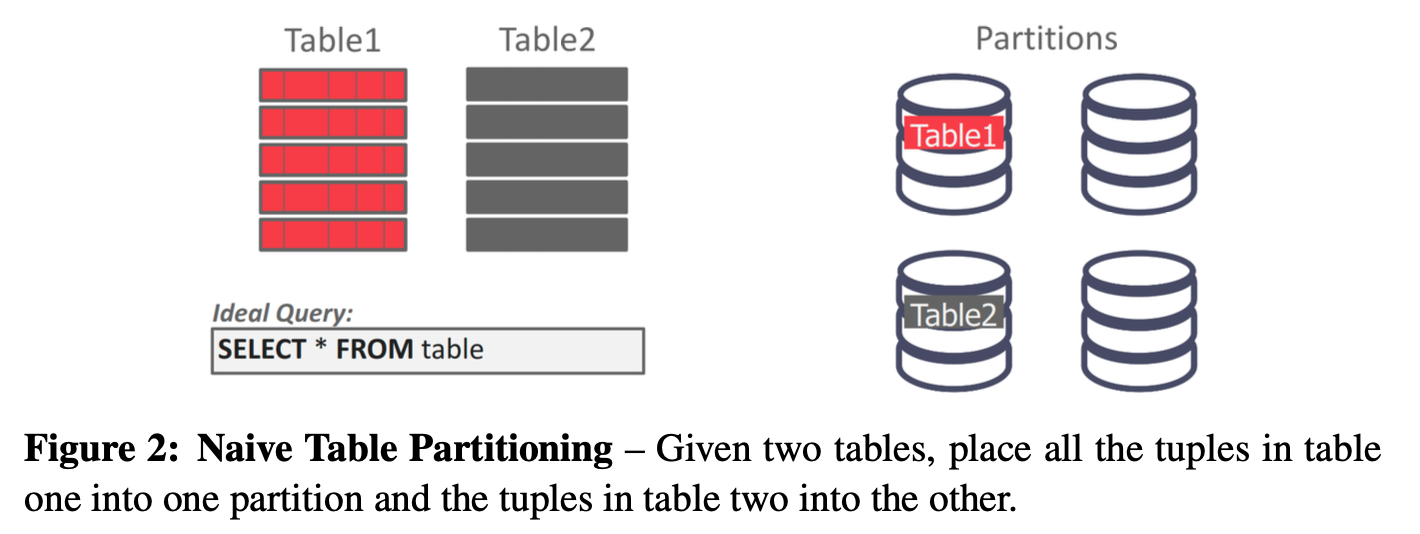 Table1
Table2
Partitions
Table1
Table2
Ideal Query:
SELECT * FROM table
Figure 2: Naive Table Partitioning – Given two tables, place all the tuples in table
one into one partition and the tuples in table two into the other.